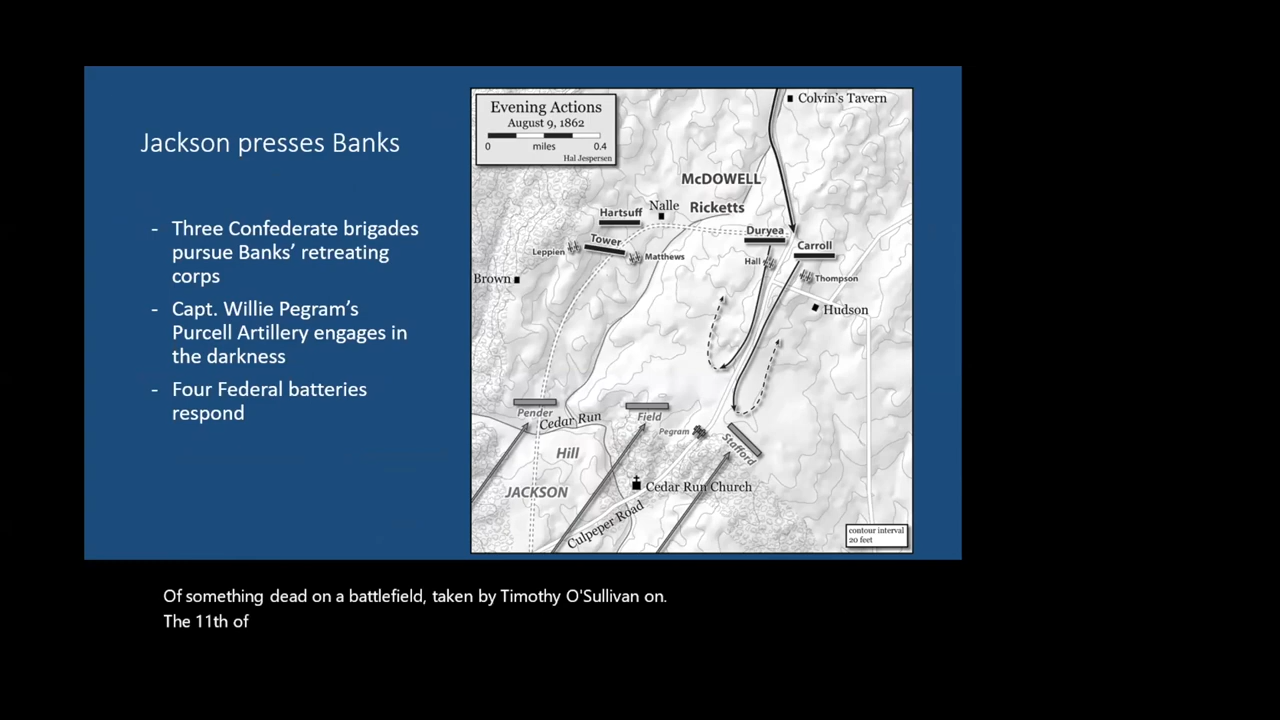 Jackson presses Banks
- Three Confederate brigades
pursue Banks’ retreating
corps
- Capt. Willie Pegram’s
Purcell Artillery engages in
the darkness
- Four Federal batteries
respond
Evening Actions
August 9, 1862
0 miles 0.4
Hal Jespersen
Colvin's Tavern
McDOWELL
Ricketts
Nalle
Hartsuff
Tower
Leppien
Matthews
Duryea
Carroll
Hall
Thompson
Brown
Hudson
Pender
Cedar Run
Field
Pegram
Stafford
Hill
JACKSON
Cedar Run Church
Culpeper Road
contour interval
20 feet
Of something dead on a battlefield, taken by Timothy O'Sullivan on.
The 11th of